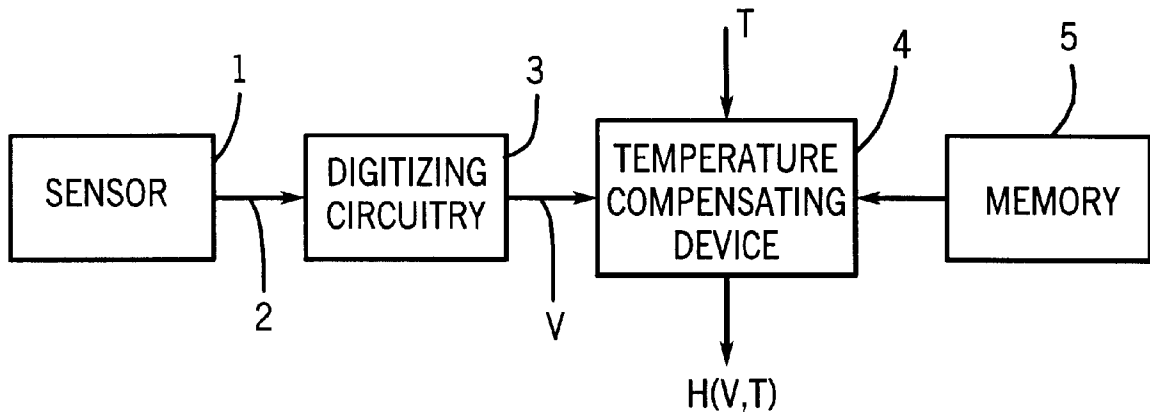 T
1
3
4
5
SENSOR
DIGITIZING
CIRCUITRY
TEMPERATURE
COMPENSATING
DEVICE
MEMORY
2
V
H(V,T)